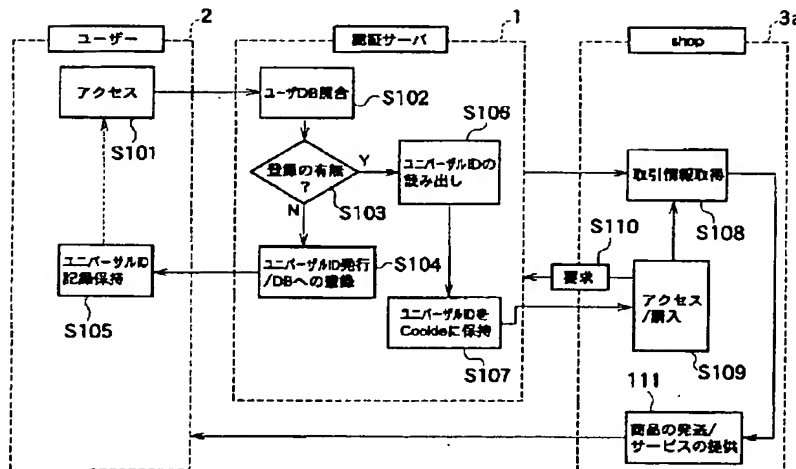 2
1
3a
ユーザー
認証サーバ
shop
アクセス
S101
ユーザDB照合
S102
S106
登録の有無
?
S103
Y
N
ユニバーサルIDの
読み出し
取引情報取得
S108
S110
要求
ユニバーサルID
記録保持
S105
ユニバーサルID発行
/DBへの登録
S104
アクセス
/購入
S109
ユニバーサルIDを
Cookieに保持
S107
111
商品の発送/
サービスの提供